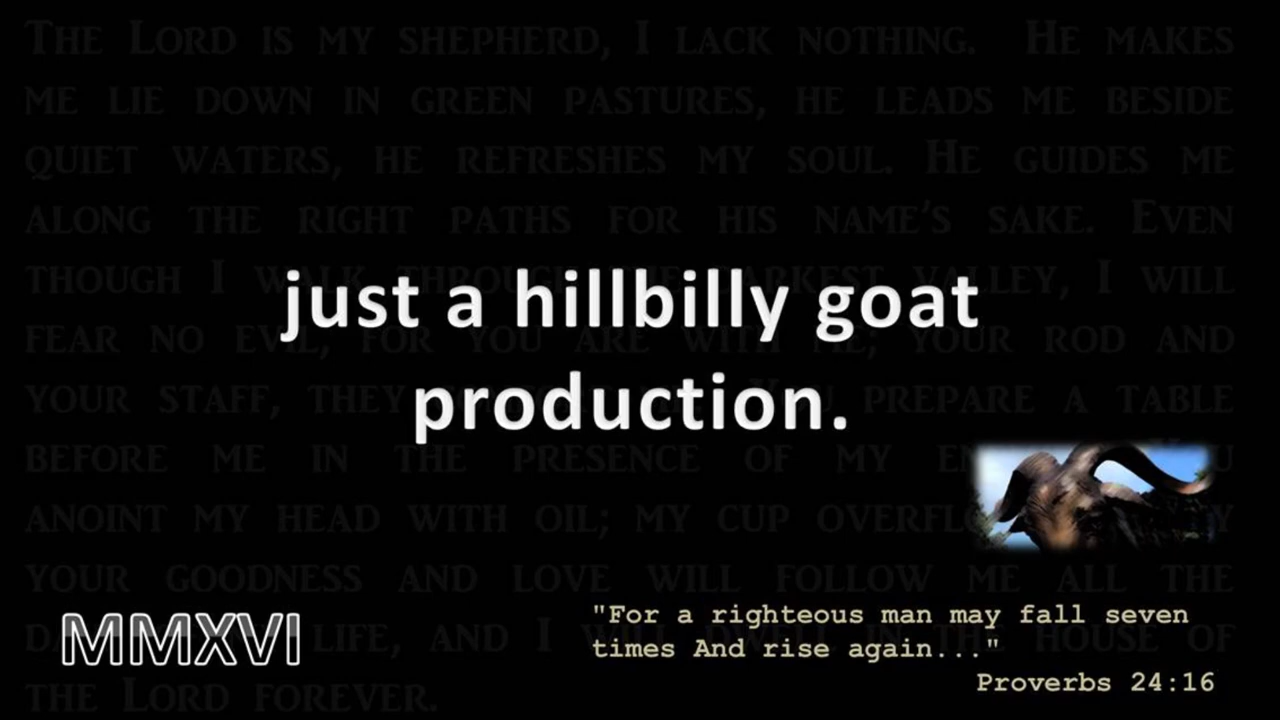 The Lord is my shepherd, I lack nothing. He makes
me lie down in green pastures, he leads me beside
quiet waters, he refreshes my soul. He guides me
along the right paths for his name's sake. Even
though I walk through the darkest valley, I will
fear no evil, for you are with me; your rod and
your staff, they you prepare a table
before me in the presence of my
anoint my head with oil; my cup
your goodness and love will follow me all the
life, and I house of
the Lord forever.
just a hillbilly goat
production.
MMXVI
"For a righteous man may fall seven
times And rise again..."
Proverbs 24:16